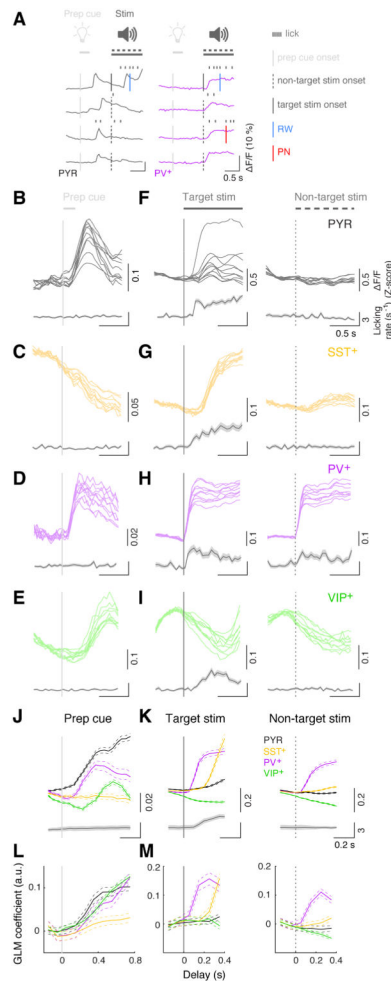 A
Prep cue
Stim
lick
prep cue onset
non-target stim onset
target stim onset
RW
PN
PYR
PV+
ΔF/F (10 %)
0.5 s
B
Prep cue
F
Target stim
Non-target stim
PYR
0.1
0.5
0.5
ΔF/F
(Z-score)
3
Licking
rate (s⁻¹)
0.5 s
C
G
SST+
0.05
0.1
0.1
D
H
PV+
0.02
0.1
0.1
E
I
VIP+
0.1
0.1
0.1
J
Prep cue
K
Target stim
Non-target stim
PYR
SST+
PV+
VIP+
0.02
0.2
0.2
3
0.2 s
L
M
GLM coefficient (a.u.)
0.1
0
0.2
0.1
0
0.2
0.1
0
0
0.4
0.8
0
0.2
0.4
0
0.2
0.4
Delay (s)